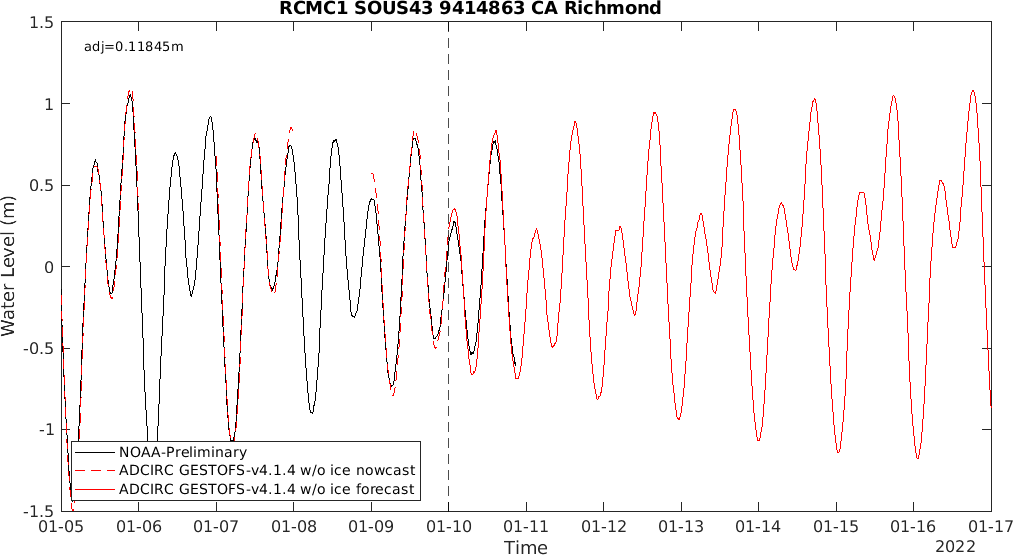 RCMC1 SOUS43 9414863 CA Richmond
adj=0.11845m
Water Level (m)
1.5
1
0.5
0
-0.5
-1
-1.5
NOAA-Preliminary
ADCIRC GESTOFS-v4.1.4 w/o ice nowcast
ADCIRC GESTOFS-v4.1.4 w/o ice forecast
01-05 01-06 01-07 01-08 01-09 01-10 01-11 01-12 01-13 01-14 01-15 01-16 01-17
Time
2022